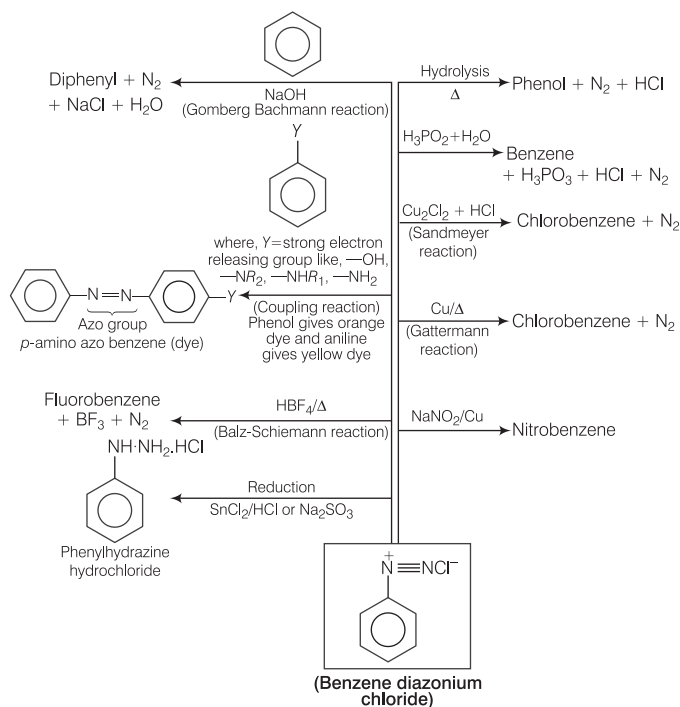 Diphenyl + N₂
+ NaCl + H₂O
NaOH
(Gomberg Bachmann reaction)
Y
where, Y=strong electron
releasing group like, —OH,
—NR₂, —NHR₁, —NH₂
N=N
Y
(Coupling reaction)
Phenol gives orange
dye and aniline
gives yellow dye
Azo group
p-amino azo benzene (dye)
Fluorobenzene
+ BF₃ + N₂
HBF₄/Δ
(Balz-Schiemann reaction)
NH·NH₂.HCl
Reduction
SnCl₂/HCl or Na₂SO₃
Phenylhydrazine
hydrochloride
Hydrolysis
Δ
Phenol + N₂ + HCl
H₃PO₂+H₂O
Benzene
+ H₃PO₃ + HCl + N₂
Cu₂Cl₂ + HCl
(Sandmeyer
reaction)
Chlorobenzene + N₂
Cu/Δ
(Gattermann
reaction)
Chlorobenzene + N₂
NaNO₂/Cu
Nitrobenzene
+
N≡NCl⁻
(Benzene diazonium
chloride)